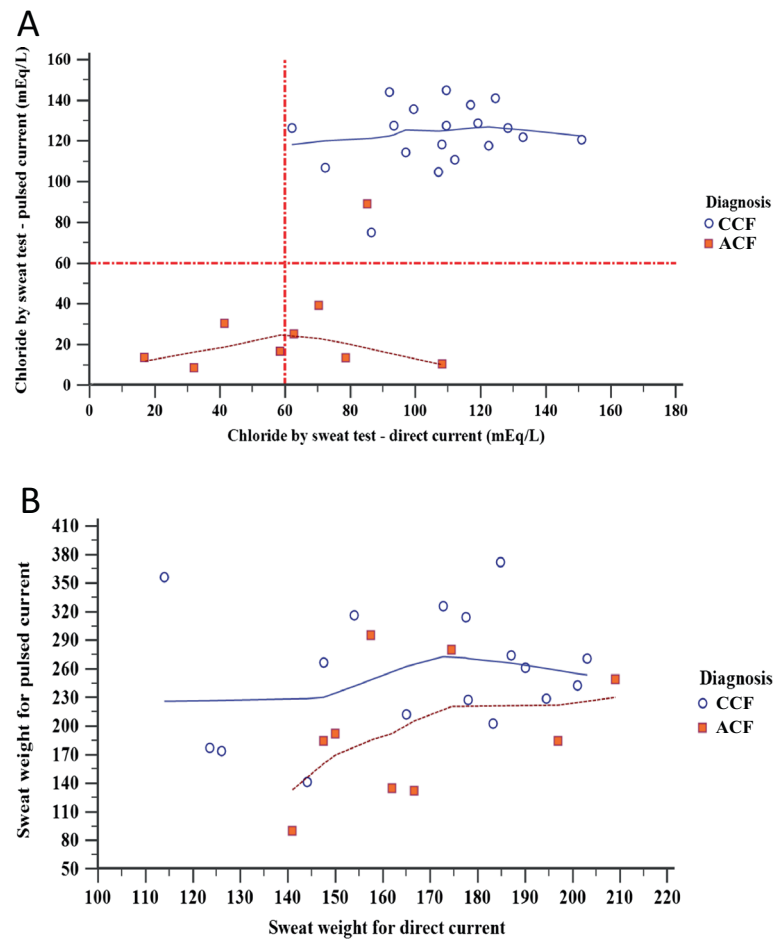 A
Chloride by sweat test - pulsed current (mEq/L)
160
140
120
100
80
60
40
20
0
0 20 40 60 80 100 120 140 160 180
Chloride by sweat test - direct current (mEq/L)
Diagnosis
CCF
ACF
B
Sweat weight for pulsed current
410
380
350
320
290
260
230
200
170
140
110
80
50
100 110 120 130 140 150 160 170 180 190 200 210 220
Sweat weight for direct current
Diagnosis
CCF
ACF